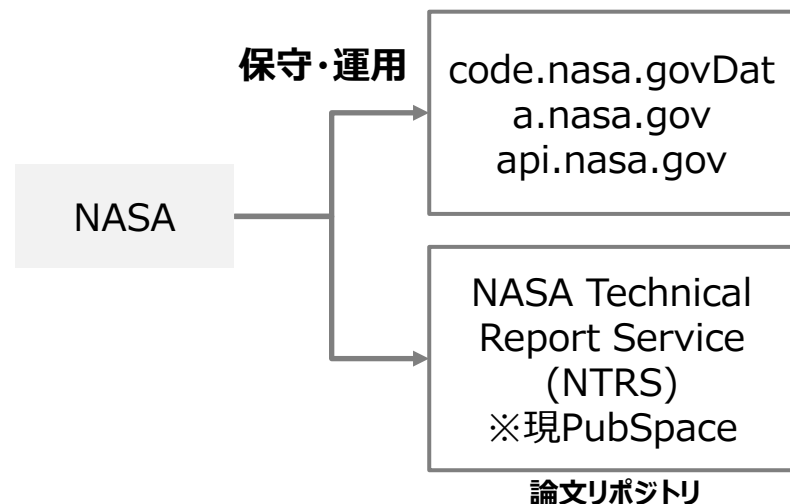 保守・運用
code.nasa.govDat
a.nasa.gov
api.nasa.gov
NASA
NASA Technical
Report Service
(NTRS)
※現PubSpace
論文リポジトリ